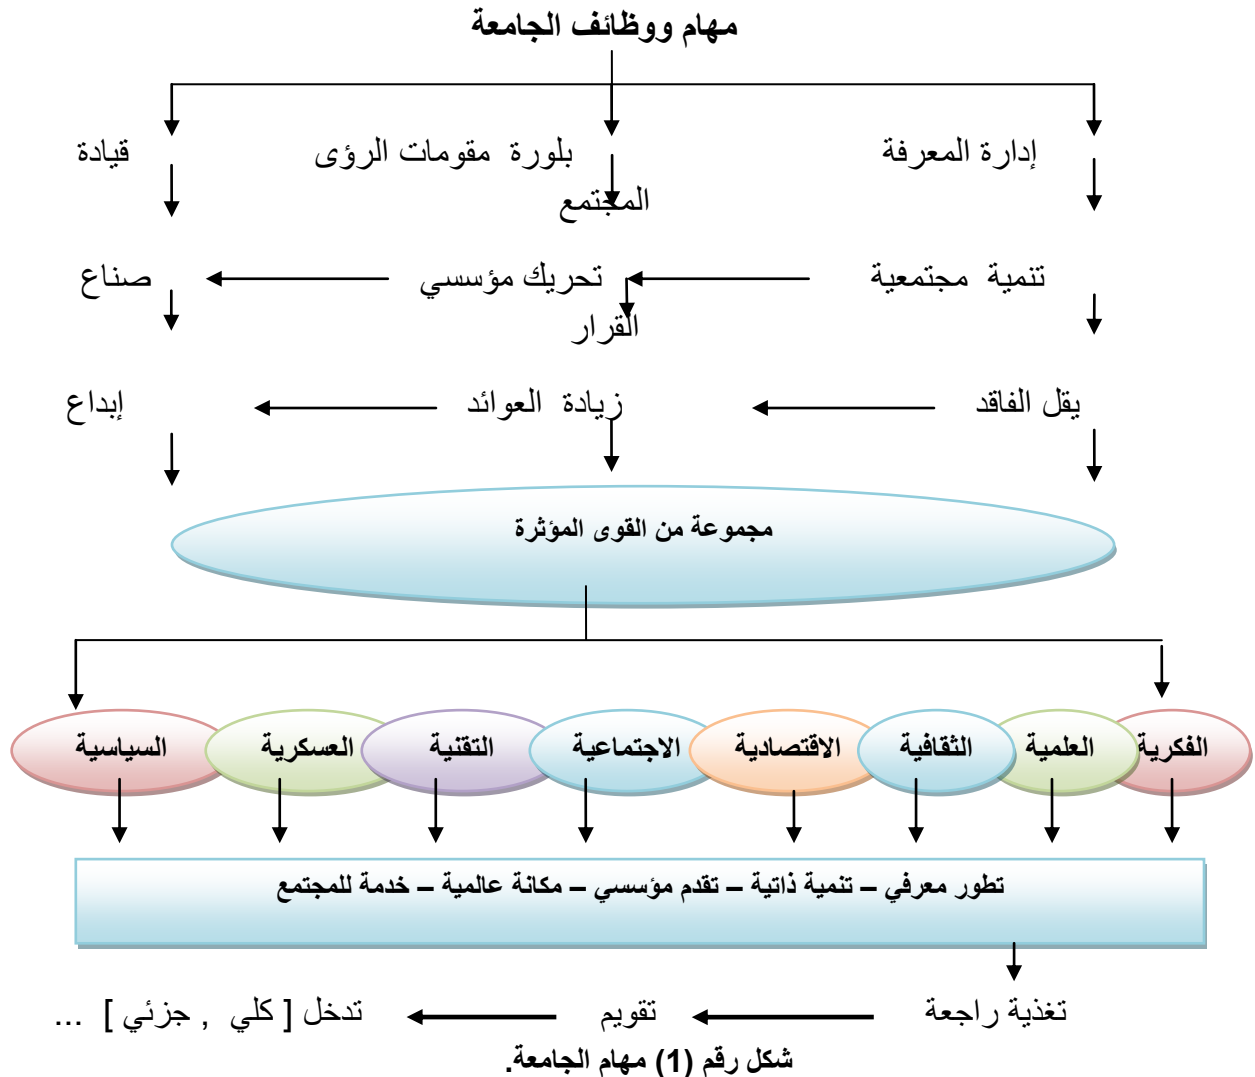 مهام ووظائف الجامعة
إدارة المعرفة بلورة مقومات الرؤى قيادة
المجتمع
تنمية مجتمعية تحريك مؤسسي صناع
القرار
يقل الفاقد زيادة العوائد إبداع
مجموعة من القوى المؤثرة
الفكرية العلمية الثقافية الاقتصادية الاجتماعية التقنية العسكرية السياسية
تطور معرفي – تنمية ذاتية – تقدم مؤسسي – مكانة عالمية – خدمة للمجتمع
تغذية راجعة تقويم تدخل [ كلي , جزئي ] ...
شكل رقم (1) مهام الجامعة.